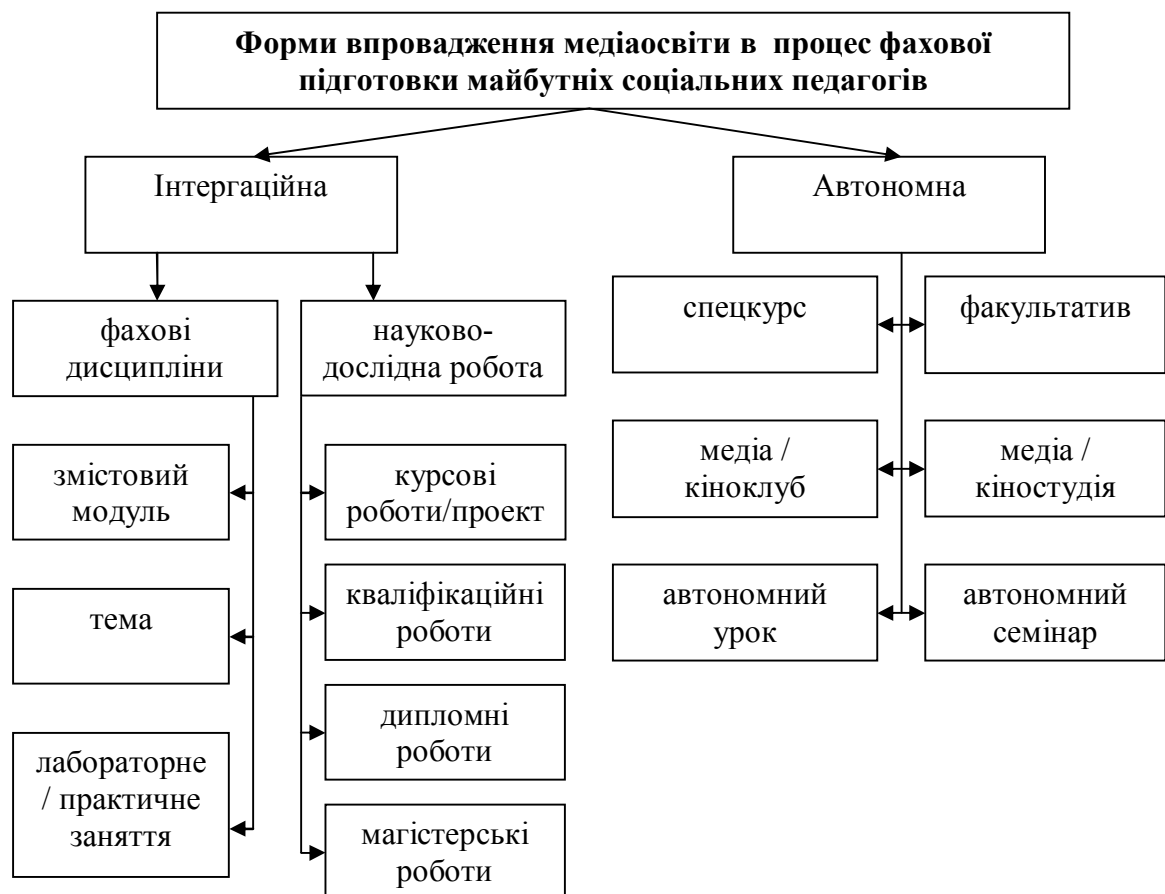 Форми впровадження медіаосвіти в процес фахової
підготовки майбутніх соціальних педагогів
Інтергаційна
Автономна
фахові
дисципліни
науково-
дослідна робота
спецкурс
факультатив
змістовий
модуль
курсові
роботи/проект
медіа /
кіноклуб
медіа /
кіностудія
тема
кваліфікаційні
роботи
автономний
урок
автономний
семінар
лабораторне
/ практичне
заняття
дипломні
роботи
магістерські
роботи